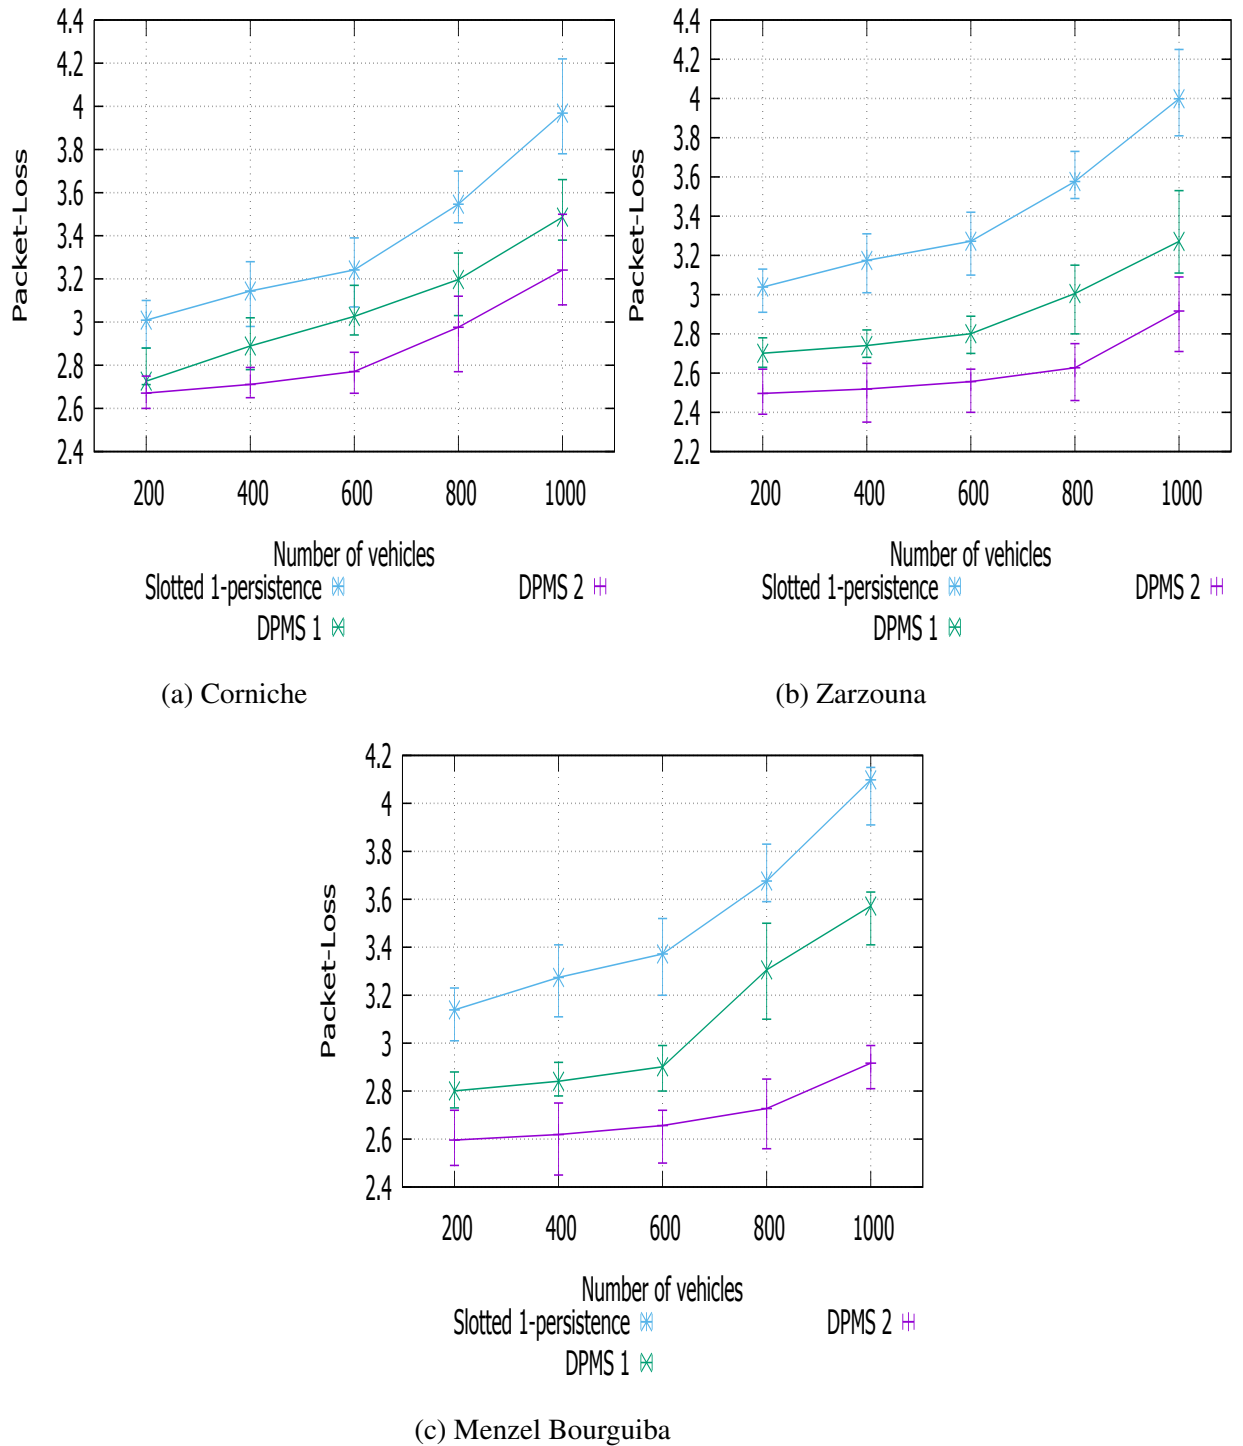 4.4
4.2
4
3.8
3.6
3.4
3.2
3
2.8
2.6
2.4
Packet-Loss
200 400 600 800 1000
Number of vehicles
Slotted 1-persistence DPMS 2
DPMS 1
(a) Corniche
4.4
4.2
4
3.8
3.6
3.4
3.2
3
2.8
2.6
2.4
2.2
Packet-Loss
200 400 600 800 1000
Number of vehicles
Slotted 1-persistence DPMS 2
DPMS 1
(b) Zarzouna
4.2
4
3.8
3.6
3.4
3.2
3
2.8
2.6
2.4
Packet-Loss
200 400 600 800 1000
Number of vehicles
Slotted 1-persistence DPMS 2
DPMS 1
(c) Menzel Bourguiba